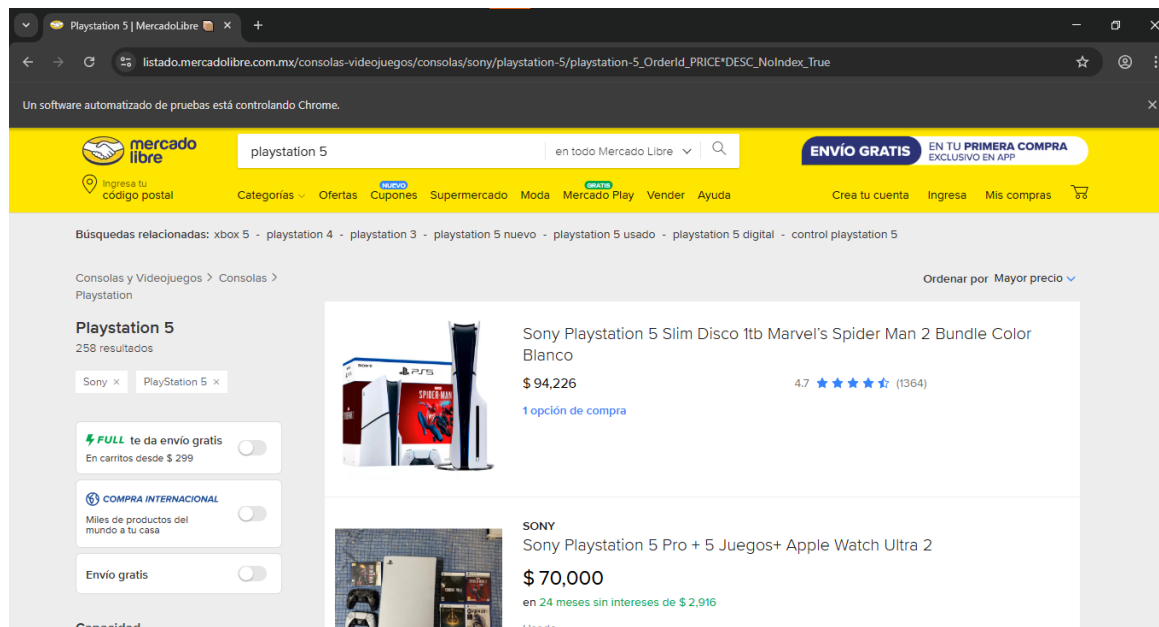 Playstation 5 | MercadoLibre
listado.mercadolibre.com.mx/consolas-videojuegos/consolas/sony/playstation-5/playstation-5_OrderId_PRICE*DESC_NoIndex_True
Un software automatizado de pruebas está controlando Chrome.
mercado
libre
playstation 5
en todo Mercado Libre
ENVÍO GRATIS
EN TU PRIMERA COMPRA
EXCLUSIVO EN APP
Ingresa tu
código postal
NUEVO
GRATIS
Categorías Ofertas Cupones Supermercado Moda Mercado Play Vender Ayuda
Crea tu cuenta Ingresa Mis compras
Búsquedas relacionadas: xbox 5 - playstation 4 - playstation 3 - playstation 5 nuevo - playstation 5 usado - playstation 5 digital - control playstation 5
Consolas y Videojuegos > Consolas >
Playstation
Ordenar por Mayor precio
Playstation 5
258 resultados
Sony × PlayStation 5 ×
FULL te da envío gratis
En carritos desde $ 299
COMPRA INTERNACIONAL
Miles de productos del
mundo a tu casa
Envío gratis
Capacidad
SONY
PS5
SPIDER-MAN
Sony Playstation 5 Slim Disco 1tb Marvel's Spider Man 2 Bundle Color
Blanco
$ 94,226
4.7 (1364)
1 opción de compra
SONY
Sony Playstation 5 Pro + 5 Juegos+ Apple Watch Ultra 2
$ 70,000
en 24 meses sin intereses de $ 2,916